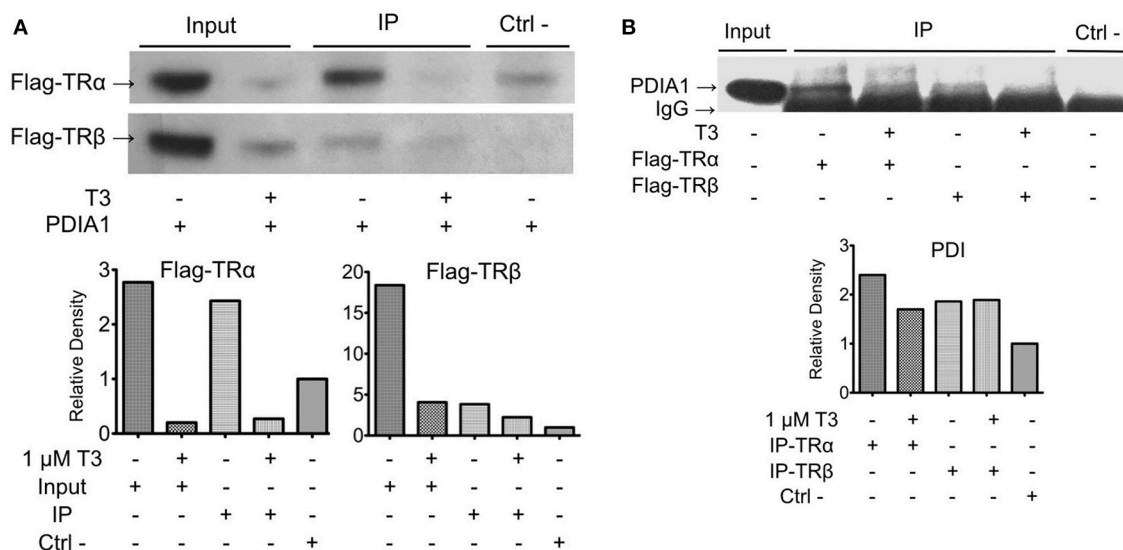 A
Input IP Ctrl -
Flag-TRα →
Flag-TRβ →
T3 - + - + -
PDIA1 + + + + +
Flag-TRα
Relative Density
3
2
1
0
Flag-TRβ
20
15
10
5
0
1 µM T3 - + - + - - + - + -
Input + + - - - + + - - -
IP - - + + - - - + + -
Ctrl - - - - - + - - - - +
B
Input IP Ctrl -
PDIA1 →
IgG →
T3 - - + - + -
Flag-TRα - + + - - -
Flag-TRβ - - - + + -
PDI
Relative Density
3
2
1
0
1 µM T3 - + - + -
IP-TRα + + - - -
IP-TRβ - - + + -
Ctrl - - - - - +